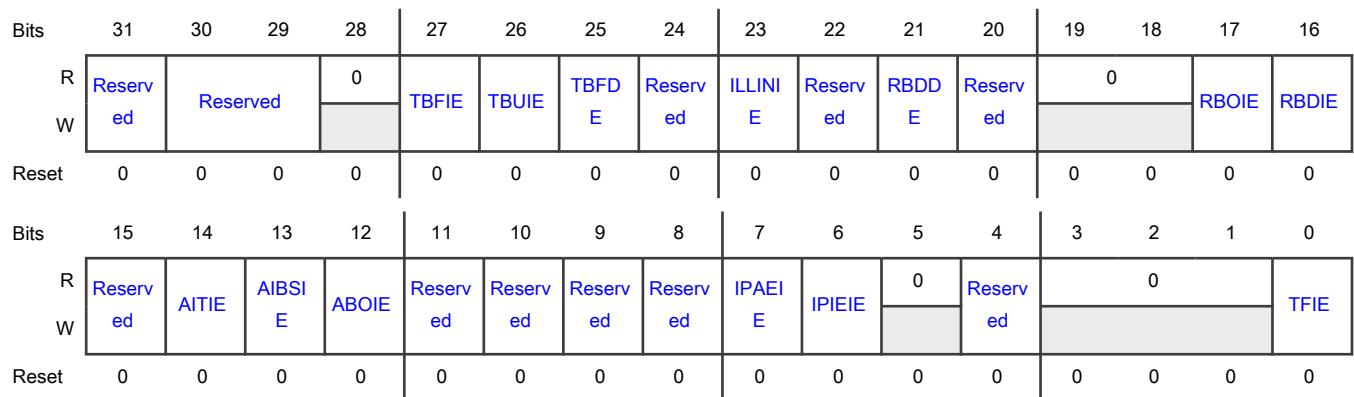 Bits 31 30 29 28 27 26 25 24 23 22 21 20 19 18 17 16
R Reserv ed Reserved 0 TBFIE TBUIE TBFD E Reserv ed ILLINI E Reserv ed RBDD E Reserv ed 0 RBOIE RBDIE
W
Reset 0 0 0 0 0 0 0 0 0 0 0 0 0 0 0 0
Bits 15 14 13 12 11 10 9 8 7 6 5 4 3 2 1 0
R Reserv ed AITIE AIBSI E ABOIE Reserv ed Reserv ed Reserv ed Reserv ed IPAEI E IPIEIE 0 Reserv ed 0 TFIE
W
Reset 0 0 0 0 0 0 0 0 0 0 0 0 0 0 0 0